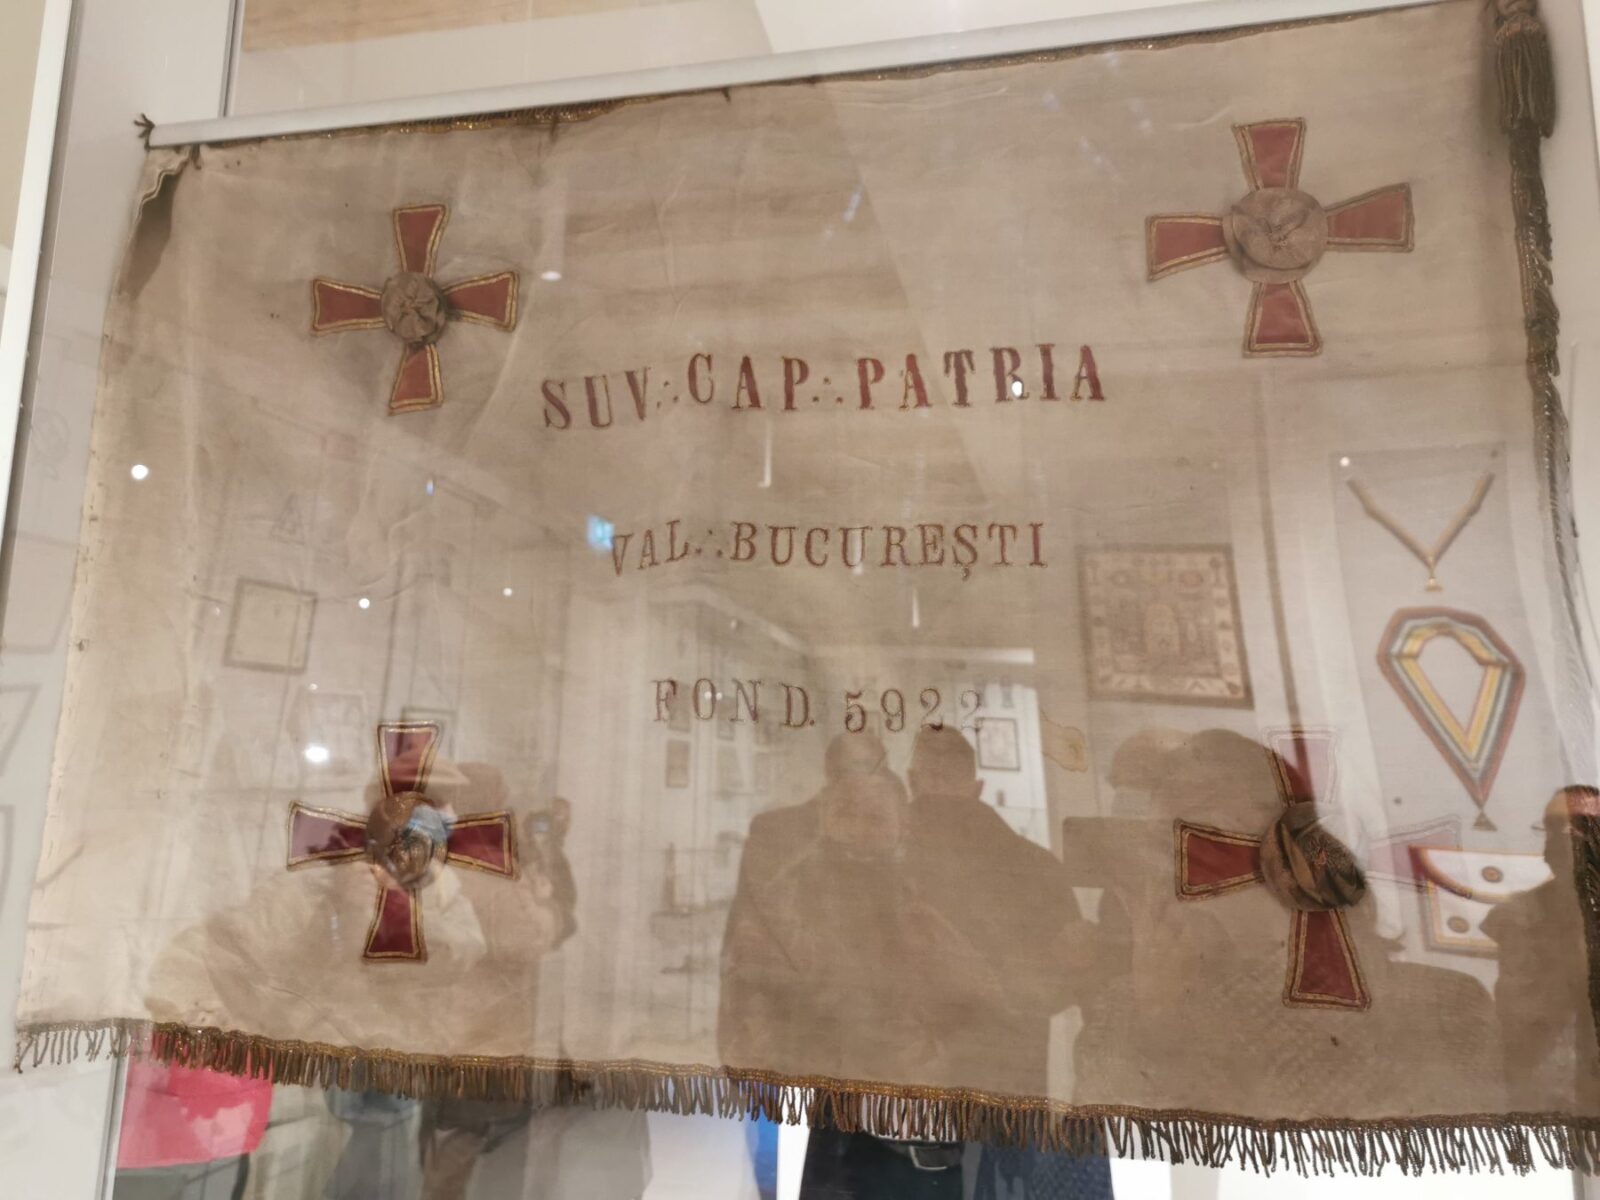 SUV∴CAP∴PATRIA
VAL∴BUCUREȘTI
FOND. 5922